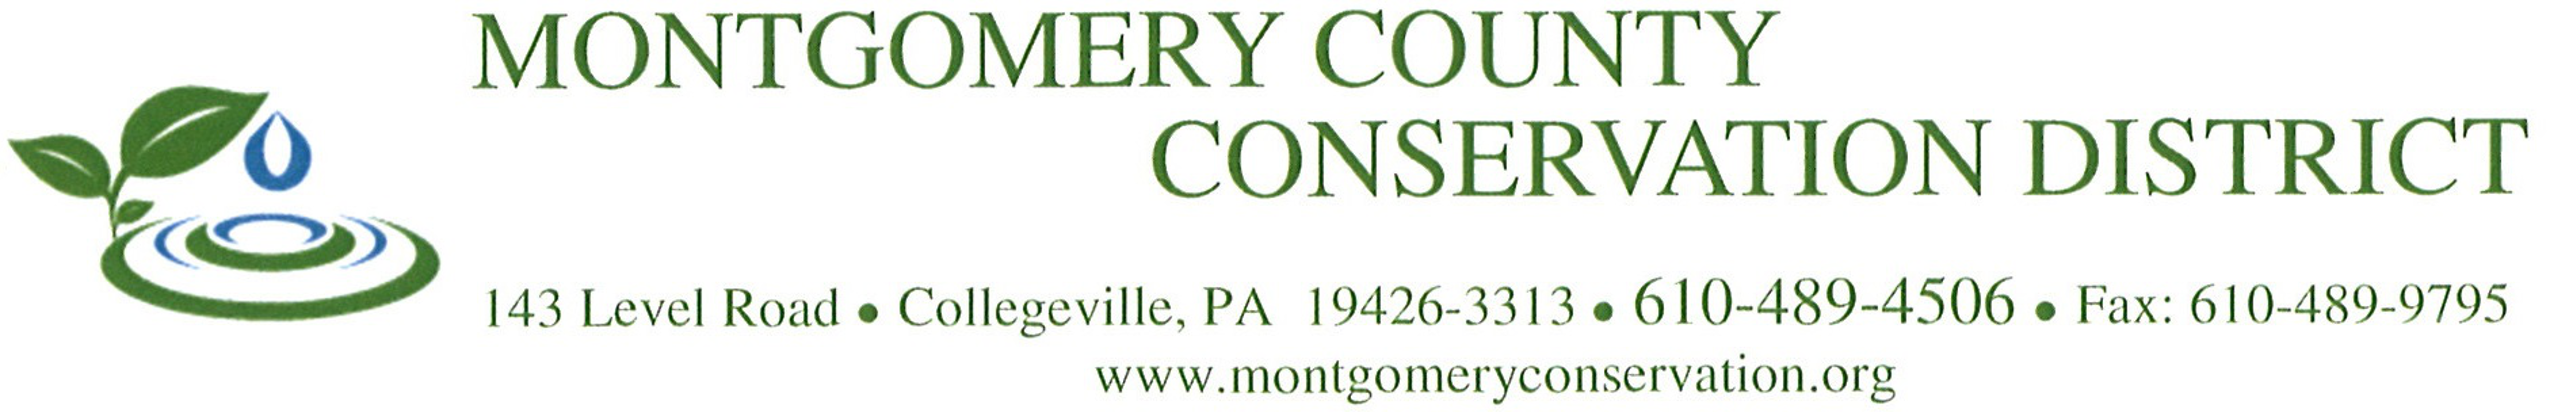 MONTGOMERY COUNTY
CONSERVATION DISTRICT
143 Level Road • Collegeville, PA 19426-3313 • 610-489-4506 • Fax: 610-489-9795
www.montgomeryconservation.org